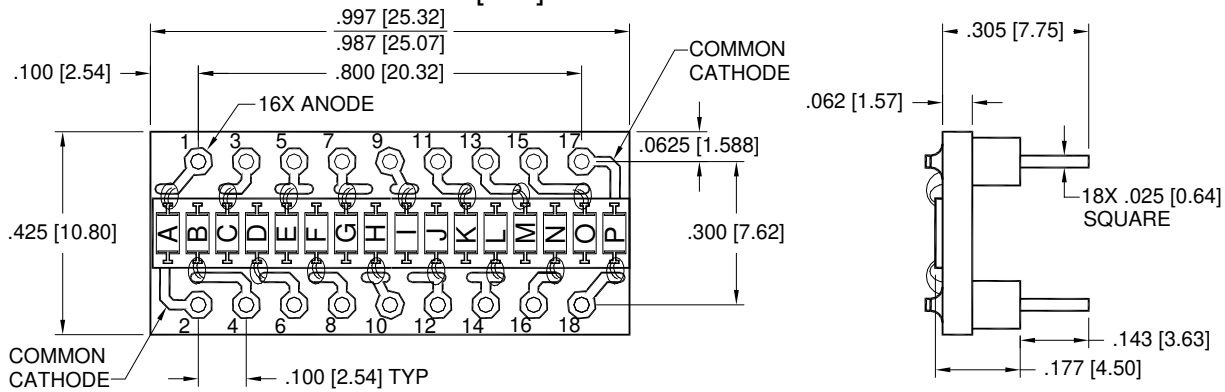 .997 [25.32]
.987 [25.07]
.305 [7.75]
COMMON
CATHODE
.100 [2.54]
.800 [20.32]
.062 [1.57]
16X ANODE
1 3 5 7 9 11 13 15 17
.0625 [1.588]
18X .025 [0.64]
SQUARE
.425 [10.80]
A B C D E F G H I J K L M N O P
.300 [7.62]
2 4 6 8 10 12 14 16 18
.143 [3.63]
COMMON
CATHODE
.100 [2.54] TYP
.177 [4.50]